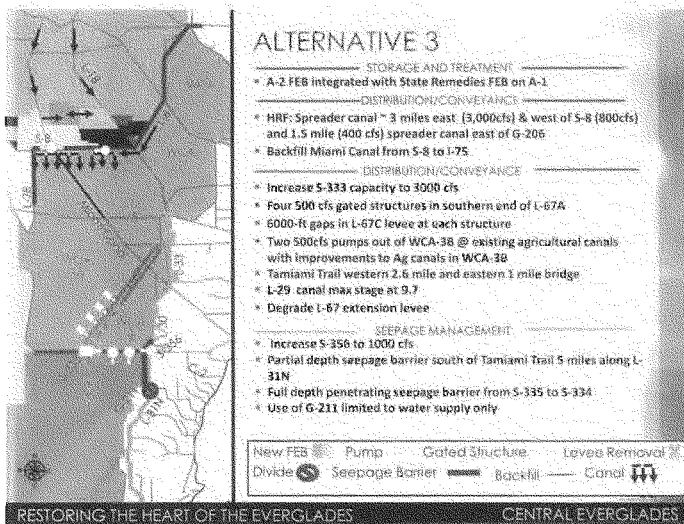 ALTERNATIVE 3
STORAGE AND TREATMENT
* A-2 FEB integrated with State Remedies FEB on A-1
DISTRIBUTION/CONVEYANCE
* HRF: Spreader canal ~ 3 miles east (3,000cfs) & west of S-8 (800cfs)
and 1.5 mile (400 cfs) spreader canal east of G-206
* Backfill Miami Canal from S-8 to I-75
DISTRIBUTION/CONVEYANCE
* Increase S-333 capacity to 3000 cfs
* Four 500 cfs gated structures in southern end of L-67A
* 6000-ft gaps in L-67C levee at each structure
* Two 500cfs pumps out of WCA-3B @ existing agricultural canals
with improvements to Ag canals in WCA-3B
* Tamiami Trail western 2.6 mile and eastern 1 mile bridge
* L-29 canal max stage at 9.7
* Degrade L-67 extension levee
SEEPAGE MANAGEMENT
* Increase S-356 to 1000 cfs
* Partial depth seepage barrier south of Tamiami Trail 5 miles along L-
31N
* Full depth penetrating seepage barrier from S-335 to S-334
* Use of G-211 limited to water supply only
New FEB Pump Gated Structure Levee Removal
Divide Seepage Barrier Backfill Canal
S-8
L-28
L-31N
RESTORING THE HEART OF THE EVERGLADES
CENTRAL EVERGLADES